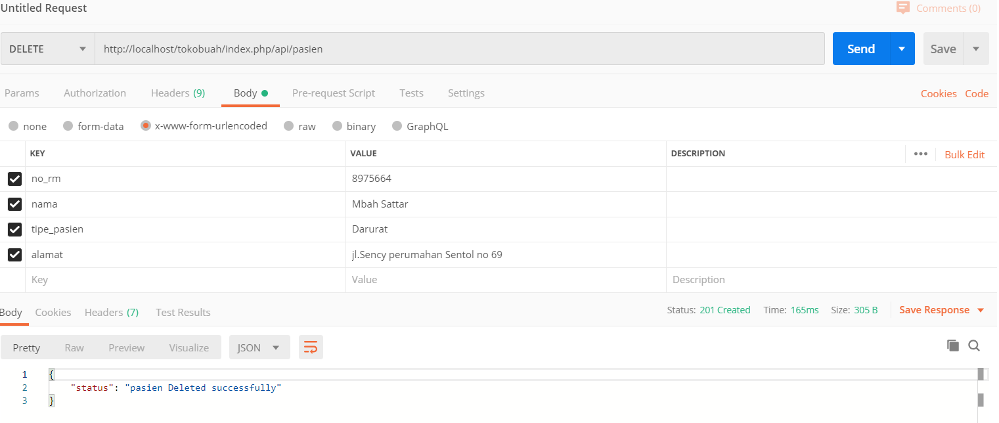 Untitled Request
Comments (0)
DELETE http://localhost/tokobuah/index.php/api/pasien Send Save
Params Authorization Headers (9) Body Pre-request Script Tests Settings Cookies Code
none form-data x-www-form-urlencoded raw binary GraphQL
KEY VALUE DESCRIPTION ••• Bulk Edit
no_rm 8975664
nama Mbah Sattar
tipe_pasien Darurat
alamat jl.Sency perumahan Sentol no 69
Key Value Description
Body Cookies Headers (7) Test Results Status: 201 Created Time: 165ms Size: 305 B Save Response
Pretty Raw Preview Visualize JSON
1 {
2 "status": "pasien Deleted successfully"
3 }